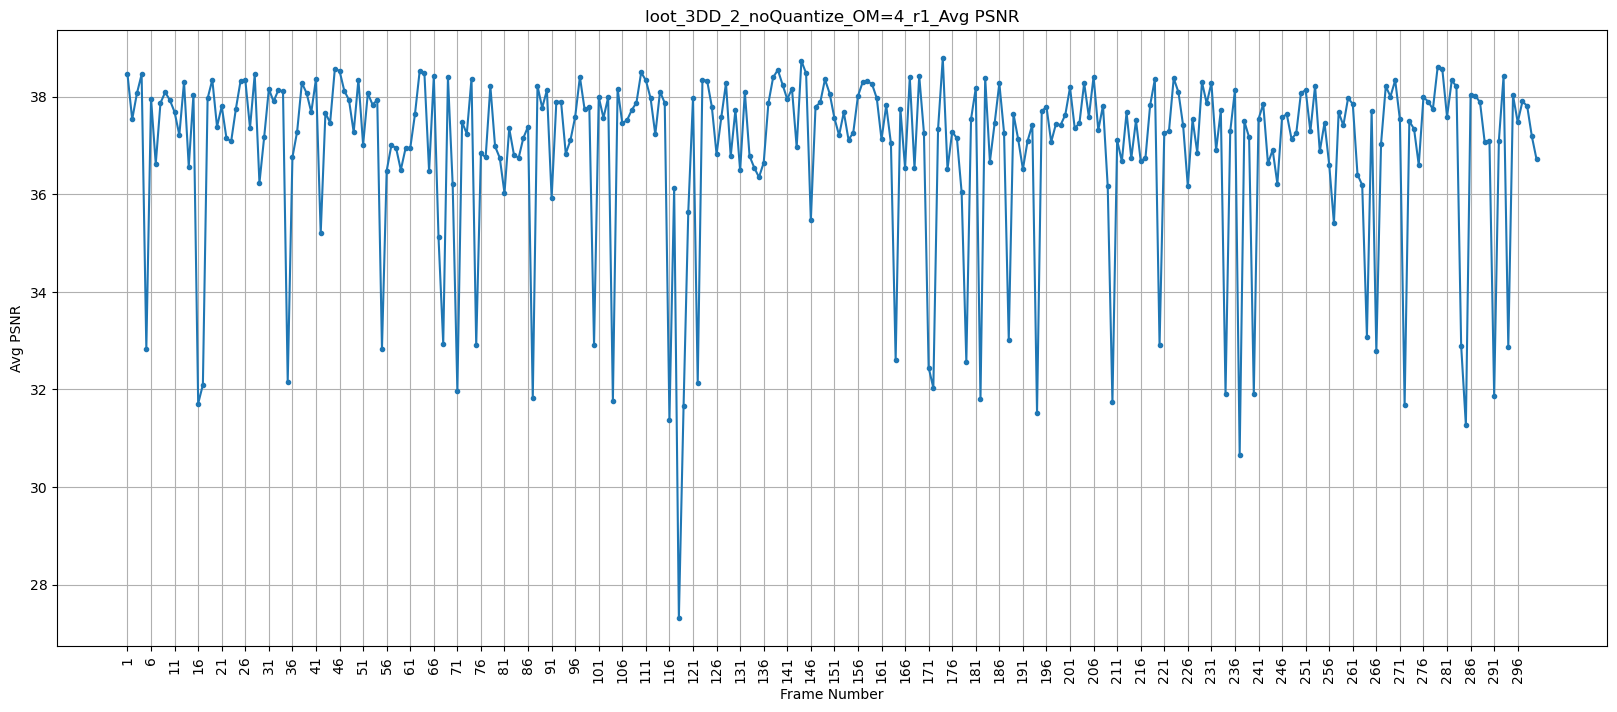 loot_3DD_2_noQuantize_OM=4_r1_Avg PSNR
Avg PSNR
38
36
34
32
30
28
1 6 11 16 21 26 31 36 41 46 51 56 61 66 71 76 81 86 91 96 101 106 111 116 121 126 131 136 141 146 151 156 161 166 171 176 181 186 191 196 201 206 211 216 221 226 231 236 241 246 251 256 261 266 271 276 281 286 291 296
Frame Number